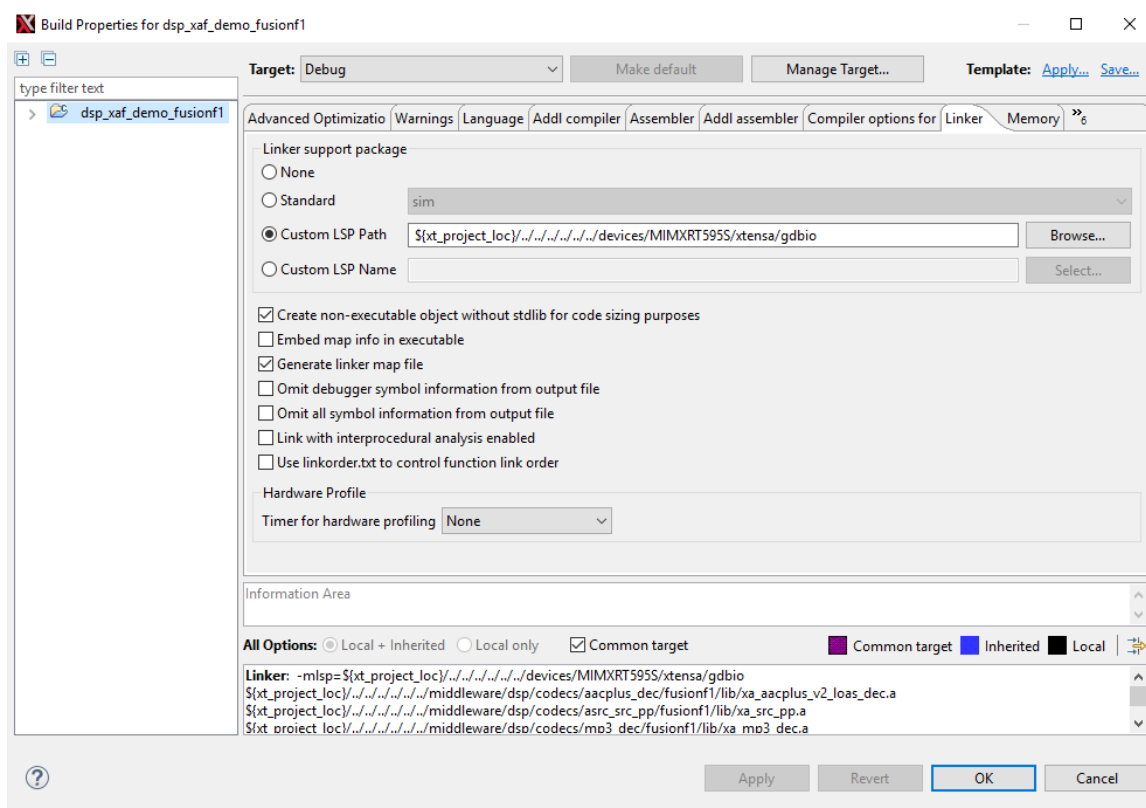 Build Properties for dsp_xaf_demo_fusionf1
Target: Debug Make default Manage Target... Template: Apply... Save...
type filter text
dsp_xaf_demo_fusionf1
Advanced Optimizatio Warnings Language Addl compiler Assembler Addl assembler Compiler options for Linker Memory »6
Linker support package
None
Standard sim
Custom LSP Path ${xt_project_loc}/../../../../../../devices/MIMXRT595S/xtensa/gdbio Browse...
Custom LSP Name Select...
Create non-executable object without stdlib for code sizing purposes
Embed map info in executable
Generate linker map file
Omit debugger symbol information from output file
Omit all symbol information from output file
Link with interprocedural analysis enabled
Use linkorder.txt to control function link order
Hardware Profile
Timer for hardware profiling None
Information Area
All Options: Local + Inherited Local only Common target Common target Inherited Local
Linker: -mlsp=${xt_project_loc}/../../../../../../devices/MIMXRT595S/xtensa/gdbio
${xt_project_loc}/../../../../../../middleware/dsp/codecs/aacplus_dec/fusionf1/lib/xa_aacplus_v2_loas_dec.a
${xt_project_loc}/../../../../../../middleware/dsp/codecs/asrc_src_pp/fusionf1/lib/xa_src_pp.a
${xt_project_loc}/../../../../../../middleware/dsp/codecs/mp3_dec/fusionf1/lib/xa_mp3_dec.a
? Apply Revert OK Cancel